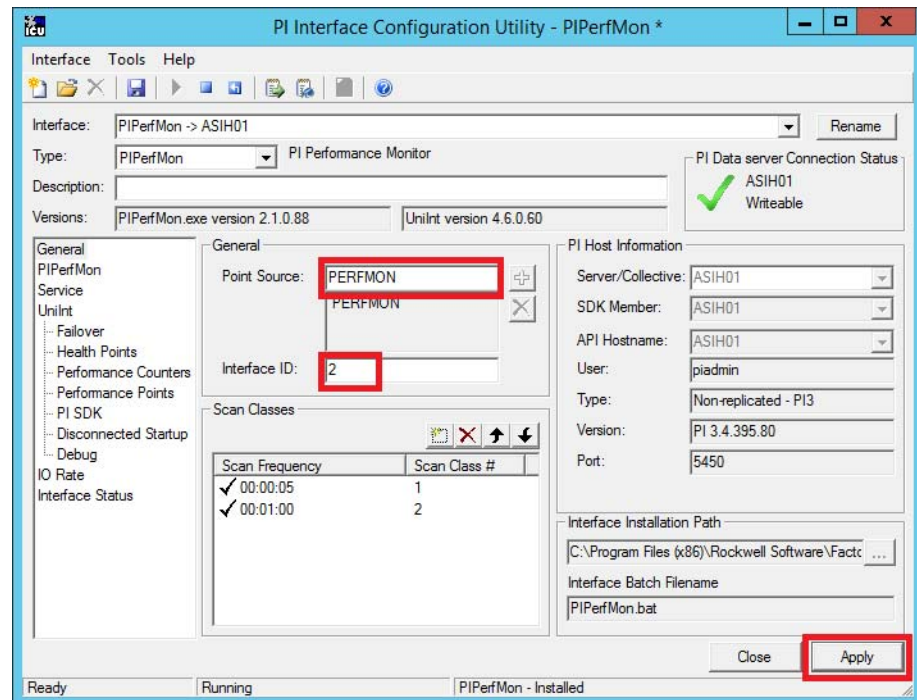 ICU
PI Interface Configuration Utility - PIPerfMon *
Interface Tools Help
Interface: PIPerfMon -> ASIH01 Rename
Type: PIPerfMon PI Performance Monitor
PI Data server Connection Status
ASIH01
Writeable
Description:
Versions: PIPerfMon.exe version 2.1.0.88 UniInt version 4.6.0.60
General
PIPerfMon
Service
UniInt
Failover
Health Points
Performance Counters
Performance Points
PI SDK
Disconnected Startup
Debug
IO Rate
Interface Status
General
Point Source: PERFMON
PERFMON
Interface ID: 2
Scan Classes
Scan Frequency Scan Class #
00:00:05 1
00:01:00 2
PI Host Information
Server/Collective: ASIH01
SDK Member: ASIH01
API Hostname: ASIH01
User: piadmin
Type: Non-replicated - PI3
Version: PI 3.4.395.80
Port: 5450
Interface Installation Path
C:\Program Files (x86)\Rockwell Software\Factc ...
Interface Batch Filename
PIPerfMon.bat
Close Apply
Ready Running PIPerfMon - Installed